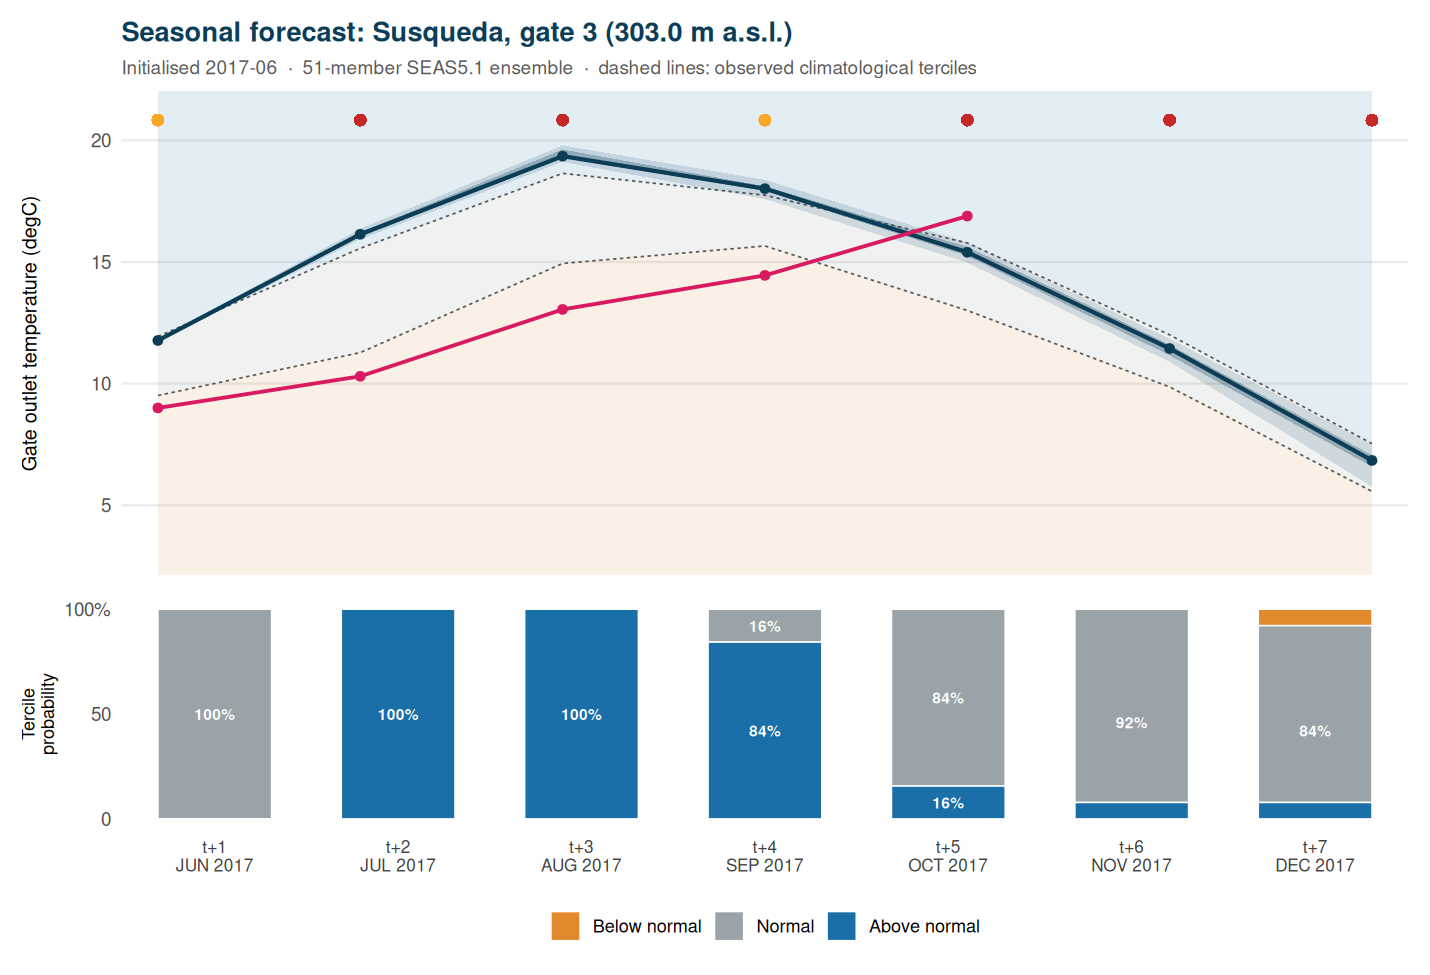 Seasonal forecast: Susqueda, gate 3 (303.0 m a.s.l.)
Initialised 2017-06 · 51-member SEAS5.1 ensemble · dashed lines: observed climatological terciles
Gate outlet temperature (degC)
20
15
10
5
Tercile
probability
100%
50
0
100%
100%
100%
16%
84%
84%
16%
92%
84%
t+1
JUN 2017
t+2
JUL 2017
t+3
AUG 2017
t+4
SEP 2017
t+5
OCT 2017
t+6
NOV 2017
t+7
DEC 2017
Below normal
Normal
Above normal